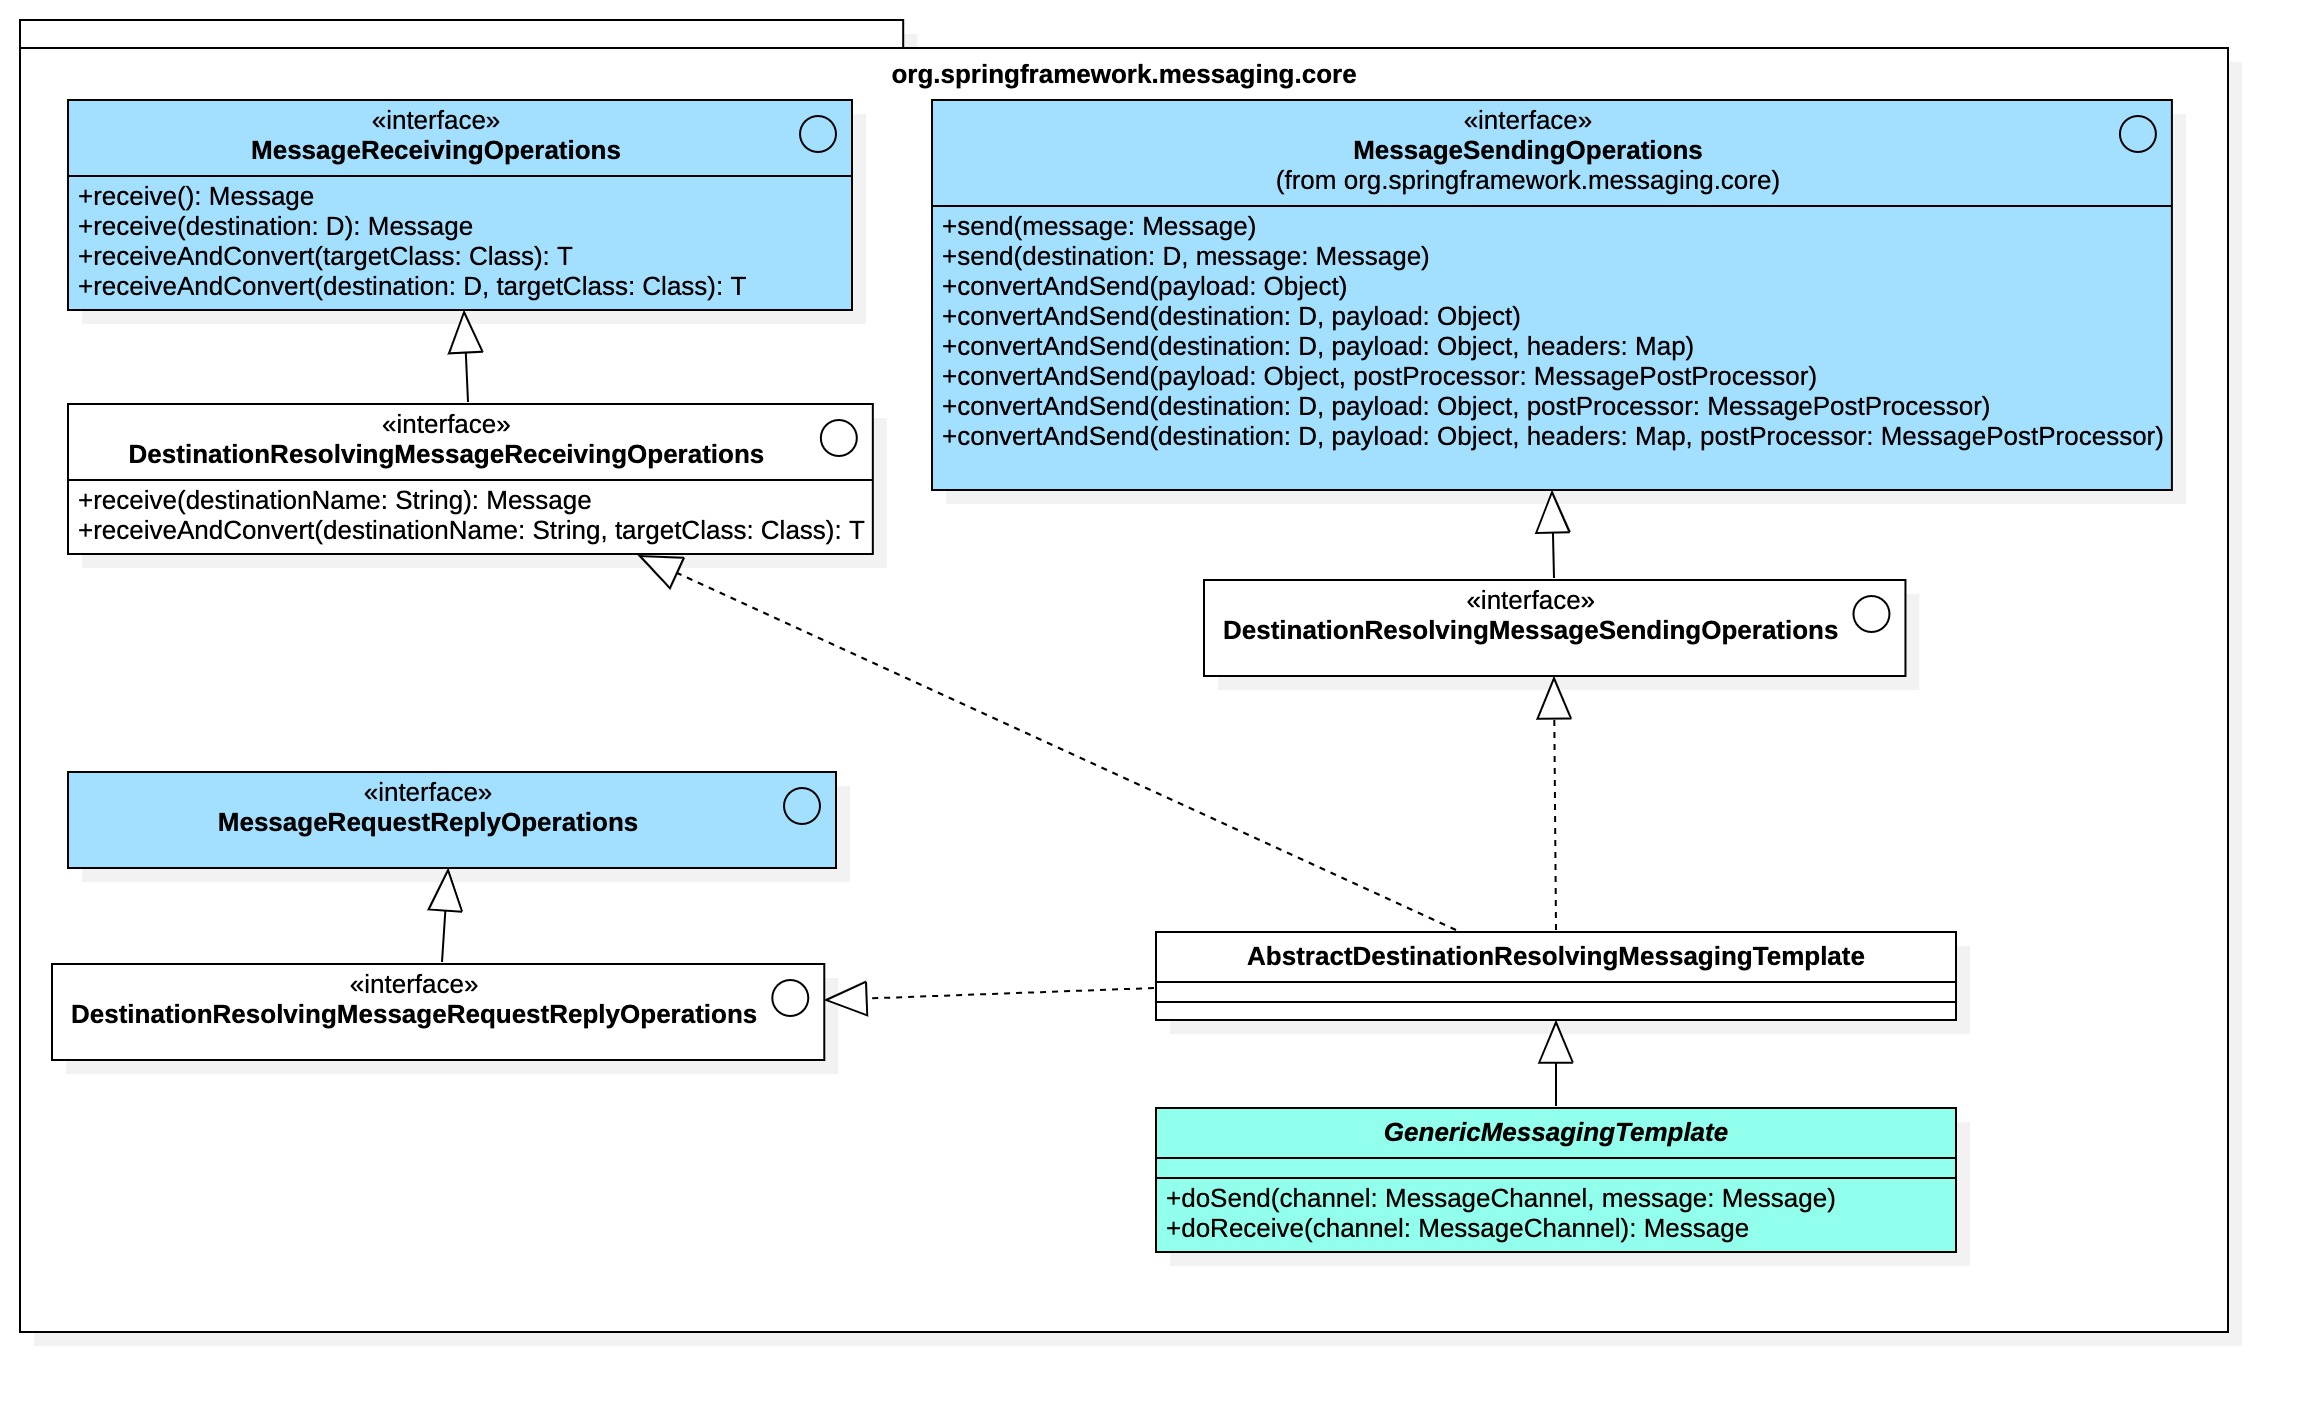 org.springframework.messaging.core
«interface»
MessageReceivingOperations
+receive(): Message
+receive(destination: D): Message
+receiveAndConvert(targetClass: Class): T
+receiveAndConvert(destination: D, targetClass: Class): T
«interface»
MessageSendingOperations
(from org.springframework.messaging.core)
+send(message: Message)
+send(destination: D, message: Message)
+convertAndSend(payload: Object)
+convertAndSend(destination: D, payload: Object)
+convertAndSend(destination: D, payload: Object, headers: Map)
+convertAndSend(payload: Object, postProcessor: MessagePostProcessor)
+convertAndSend(destination: D, payload: Object, postProcessor: MessagePostProcessor)
+convertAndSend(destination: D, payload: Object, headers: Map, postProcessor: MessagePostProcessor)
«interface»
DestinationResolvingMessageReceivingOperations
+receive(destinationName: String): Message
+receiveAndConvert(destinationName: String, targetClass: Class): T
«interface»
DestinationResolvingMessageSendingOperations
«interface»
MessageRequestReplyOperations
«interface»
DestinationResolvingMessageRequestReplyOperations
AbstractDestinationResolvingMessagingTemplate
GenericMessagingTemplate
+doSend(channel: MessageChannel, message: Message)
+doReceive(channel: MessageChannel): Message